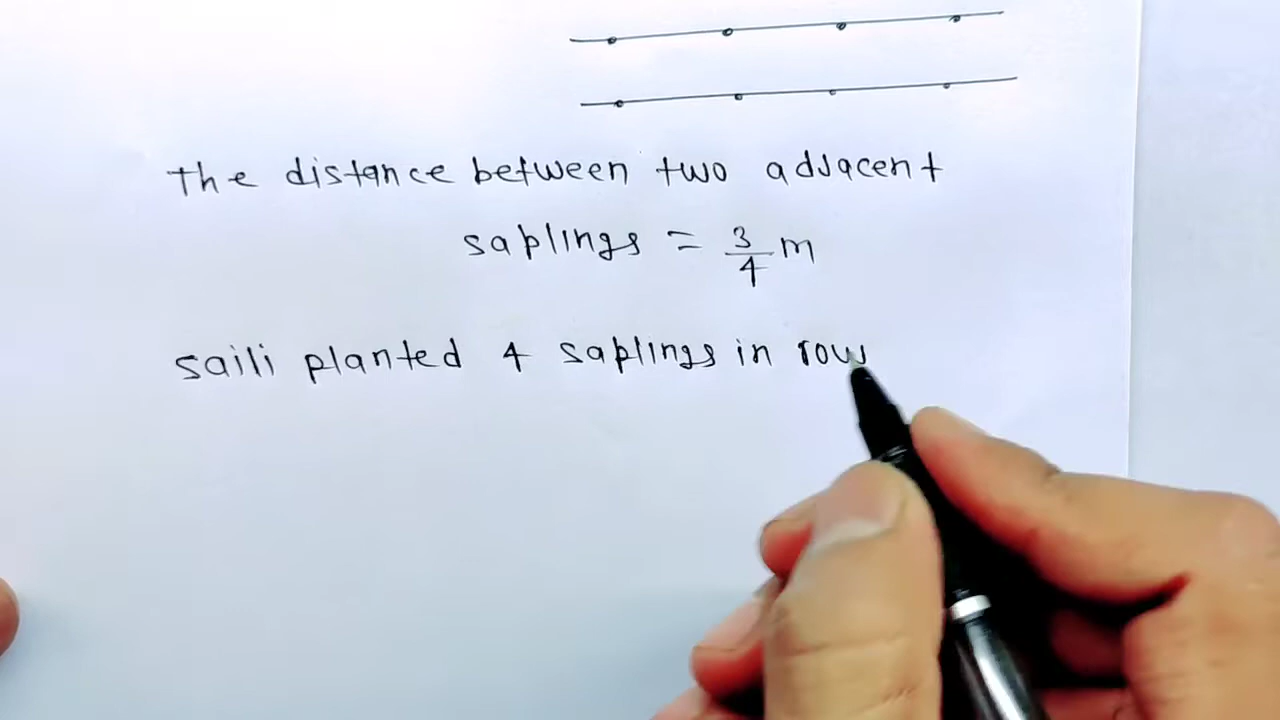 The distance between two adjacent
saplings = 3/4 m
saili planted 4 saplings in row